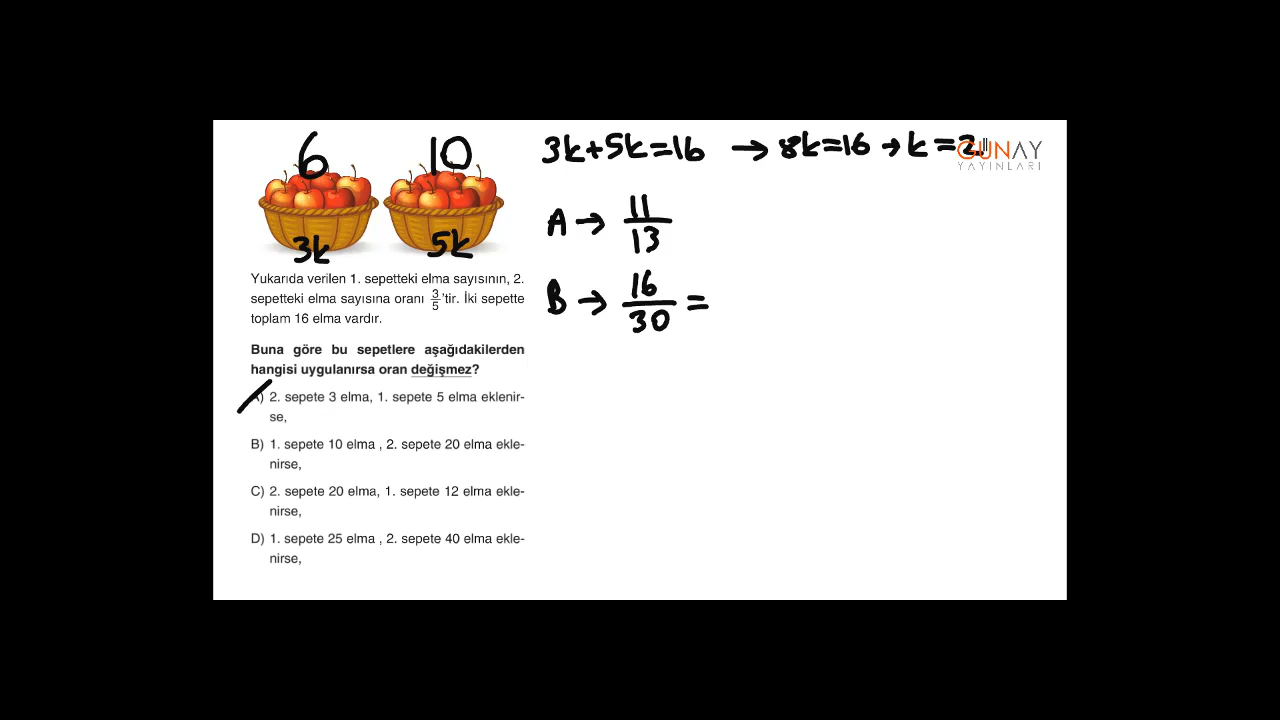 6 10
3k+5k=16 → 8k=16 → k=2
GÜNAY
YAYINLARI
3k 5k
A → 11/13
B → 16/30 =
Yukarıda verilen 1. sepetteki elma sayısının, 2.
sepetteki elma sayısına oranı 3/5'tir. İki sepette
toplam 16 elma vardır.
Buna göre bu sepetlere aşağıdakilerden
hangisi uygulanırsa oran değişmez?
A) 2. sepete 3 elma, 1. sepete 5 elma eklenir-
se,
B) 1. sepete 10 elma , 2. sepete 20 elma ekle-
nirse,
C) 2. sepete 20 elma, 1. sepete 12 elma ekle-
nirse,
D) 1. sepete 25 elma , 2. sepete 40 elma ekle-
nirse,